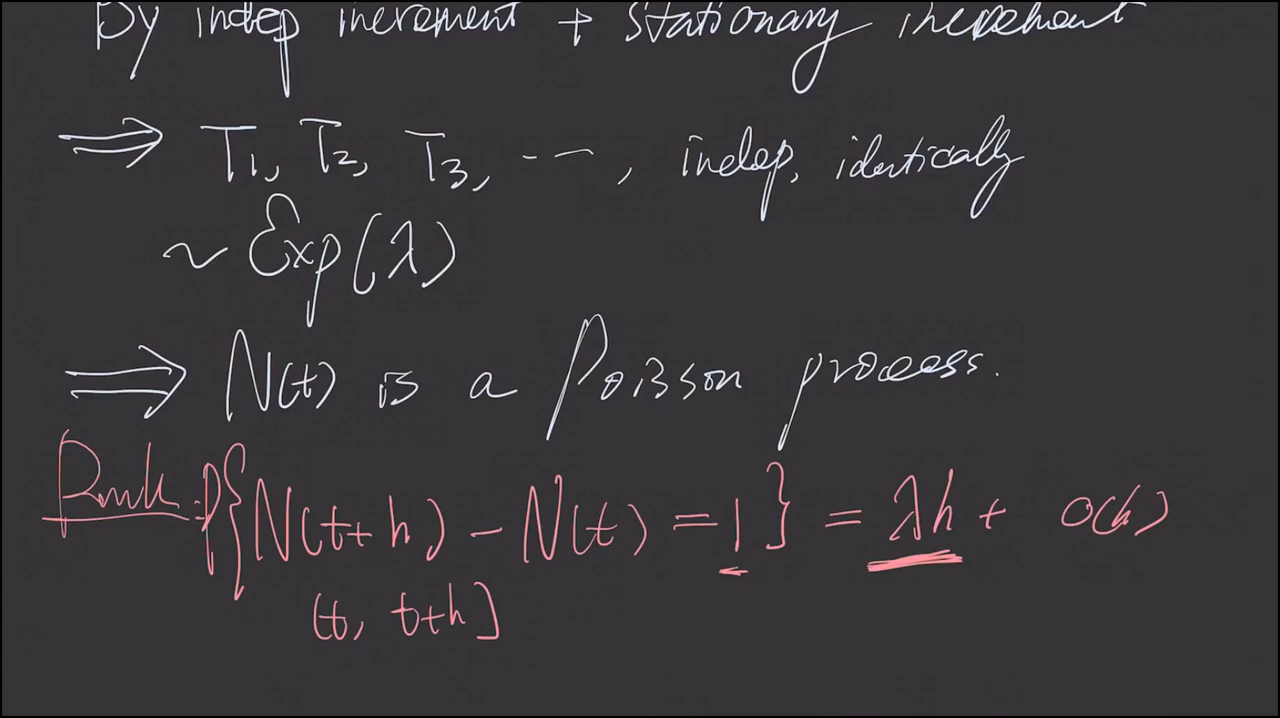 By indep increment + stationary increment
⟹ T₁, T₂, T₃, ..., indep, identically
~ Exp(λ)
⟹ N(t) is a Poisson process.
Rmk. P{N(t+h) - N(t) = 1} = λh + o(h)
(t, t+h]